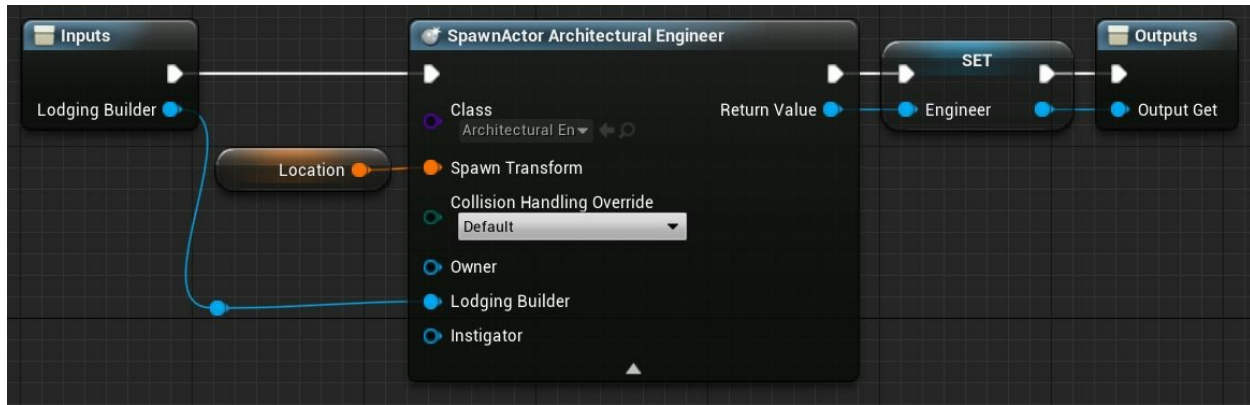 Inputs
Lodging Builder
Location
SpawnActor Architectural Engineer
Class
Architectural En
Return Value
Spawn Transform
Collision Handling Override
Default
Owner
Lodging Builder
Instigator
SET
Engineer
Outputs
Output Get